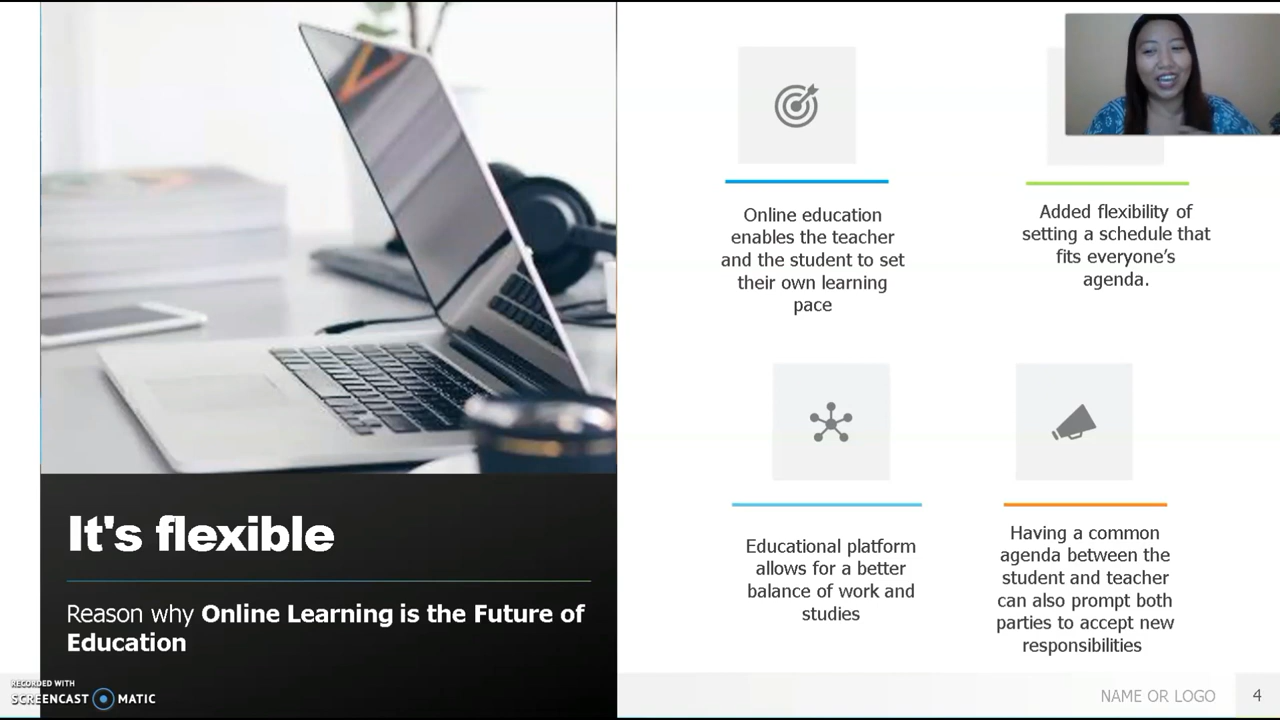 Online education
enables the teacher
and the student to set
their own learning
pace
Added flexibility of
setting a schedule that
fits everyone's
agenda.
Educational platform
allows for a better
balance of work and
studies
Having a common
agenda between the
student and teacher
can also prompt both
parties to accept new
responsibilities
It's flexible
Reason why Online Learning is the Future of
Education
RECORDED WITH
SCREENCAST MATIC
NAME OR LOGO
4